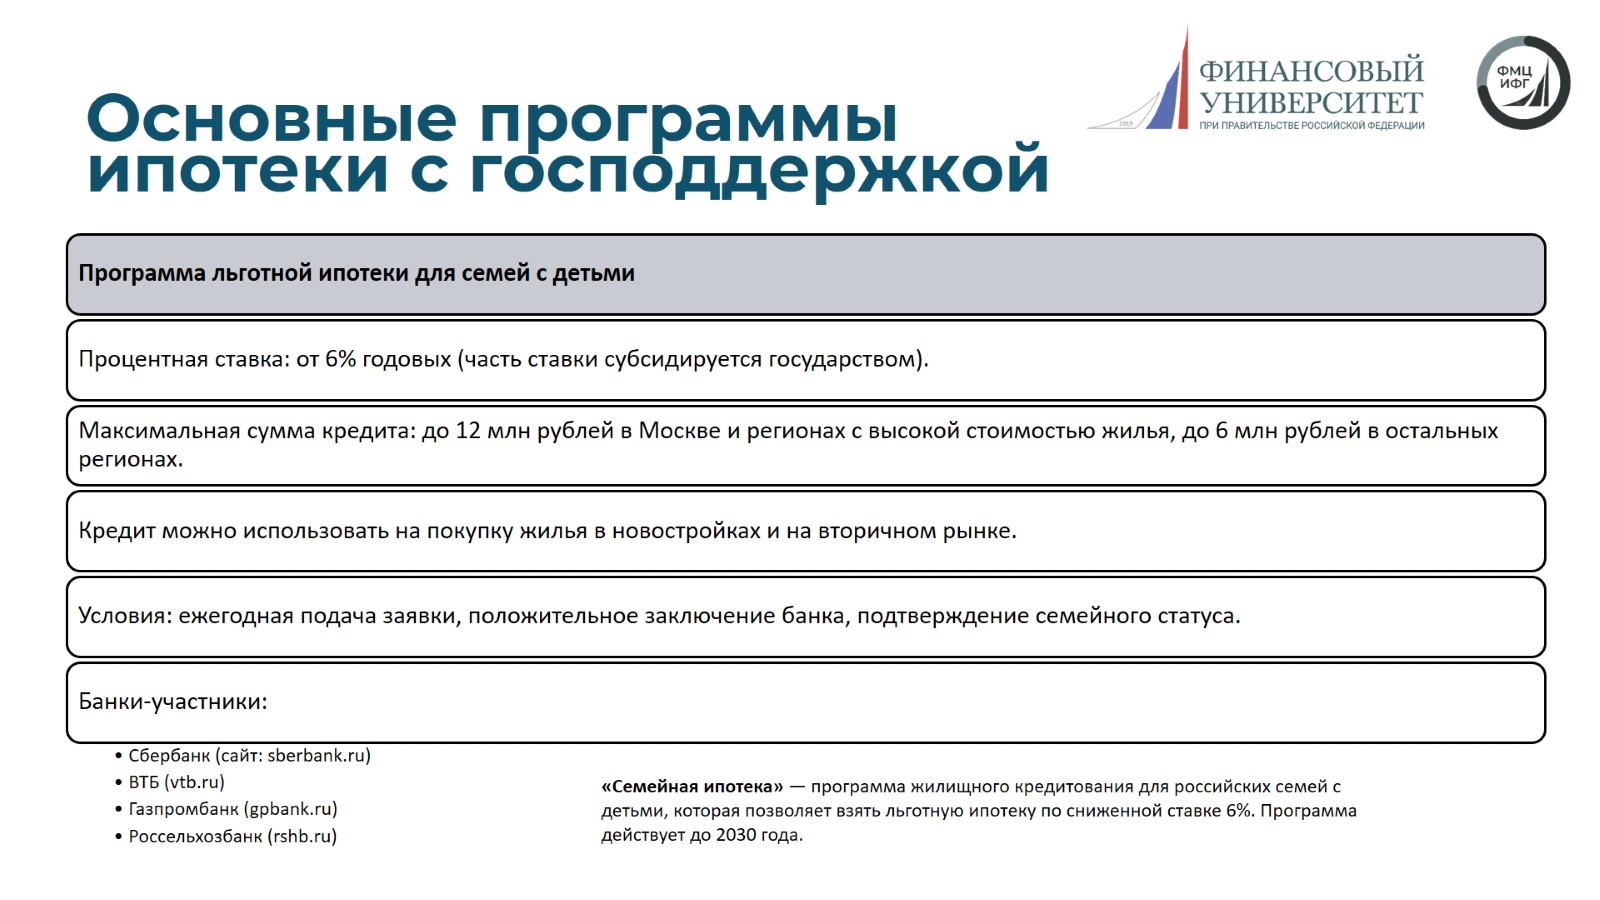 ФИНАНСОВЫЙ
УНИВЕРСИТЕТ
ПРИ ПРАВИТЕЛЬСТВЕ РОССИЙСКОЙ ФЕДЕРАЦИИ
1919
ФМЦ
ИФГ
Основные программы
ипотеки с господдержкой
Программа льготной ипотеки для семей с детьми
Процентная ставка: от 6% годовых (часть ставки субсидируется государством).
Максимальная сумма кредита: до 12 млн рублей в Москве и регионах с высокой стоимостью жилья, до 6 млн рублей в остальных
регионах.
Кредит можно использовать на покупку жилья в новостройках и на вторичном рынке.
Условия: ежегодная подача заявки, положительное заключение банка, подтверждение семейного статуса.
Банки-участники:
• Сбербанк (сайт: sberbank.ru)
• ВТБ (vtb.ru)
• Газпромбанк (gpbank.ru)
• Россельхозбанк (rshb.ru)
«Семейная ипотека» — программа жилищного кредитования для российских семей с
детьми, которая позволяет взять льготную ипотеку по сниженной ставке 6%. Программа
действует до 2030 года.